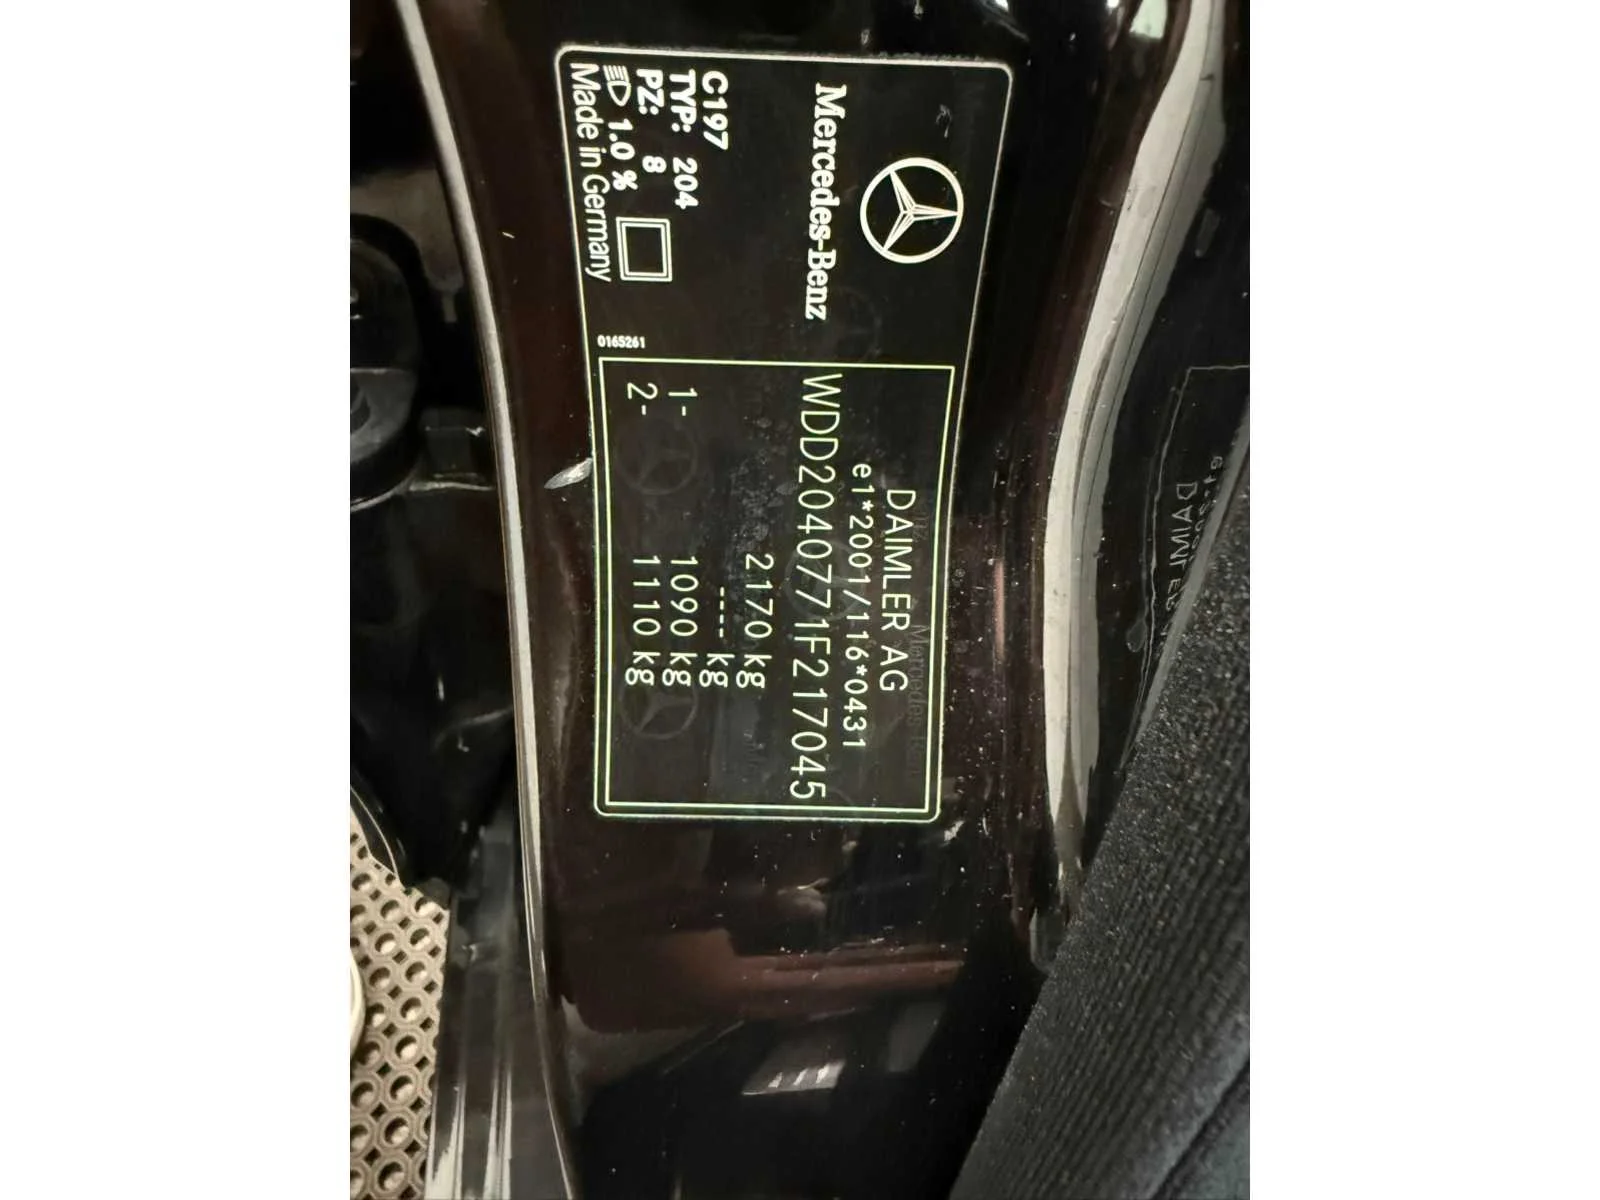 Mercedes-Benz
C197
TYP: 204
PZ: 8
1.0 %
Made in Germany
0165261
DAIMLER AG
e1*2001/116*0431
WDD2040771F217045
2170 kg
---- kg
1- 1090 kg
2- 1110 kg